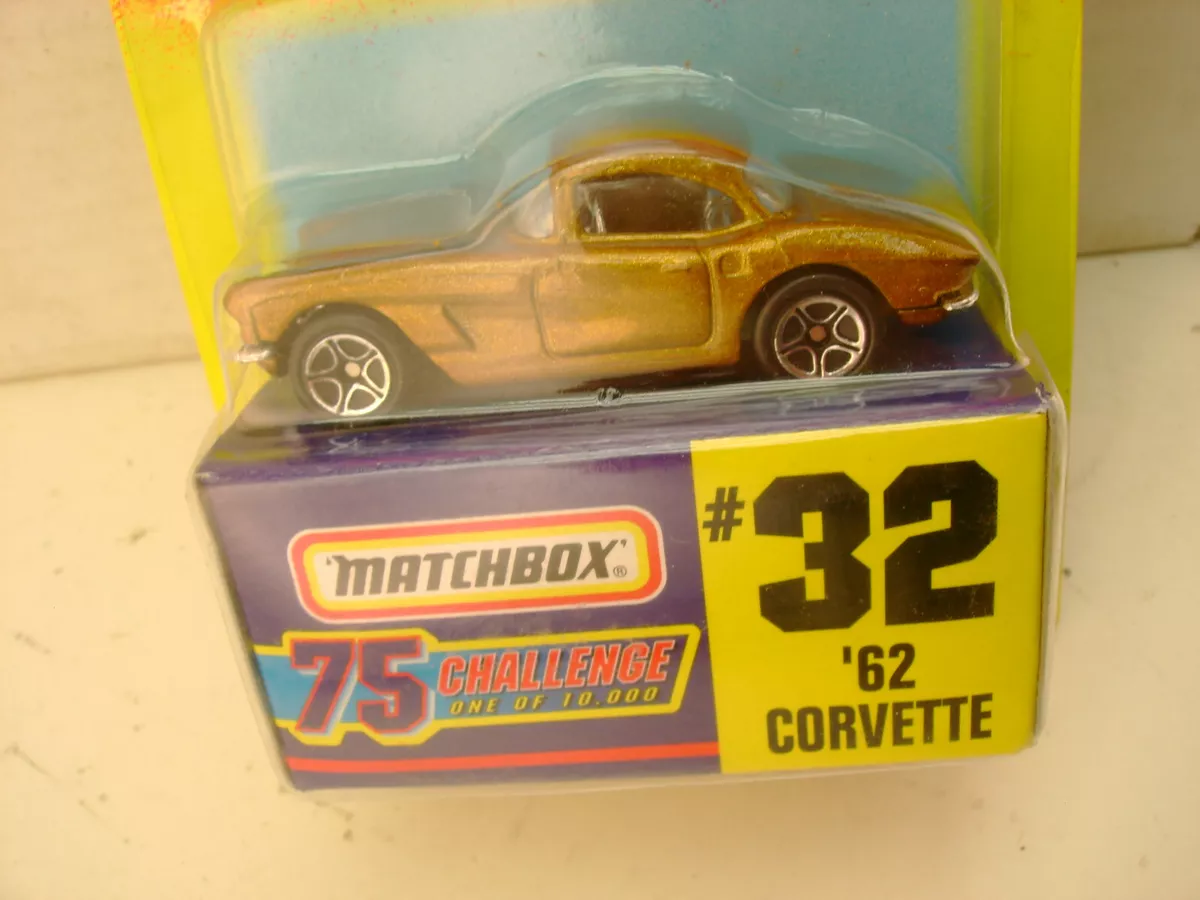 'MATCHBOX'®
75 CHALLENGE
ONE OF 10.000
#32
'62
CORVETTE